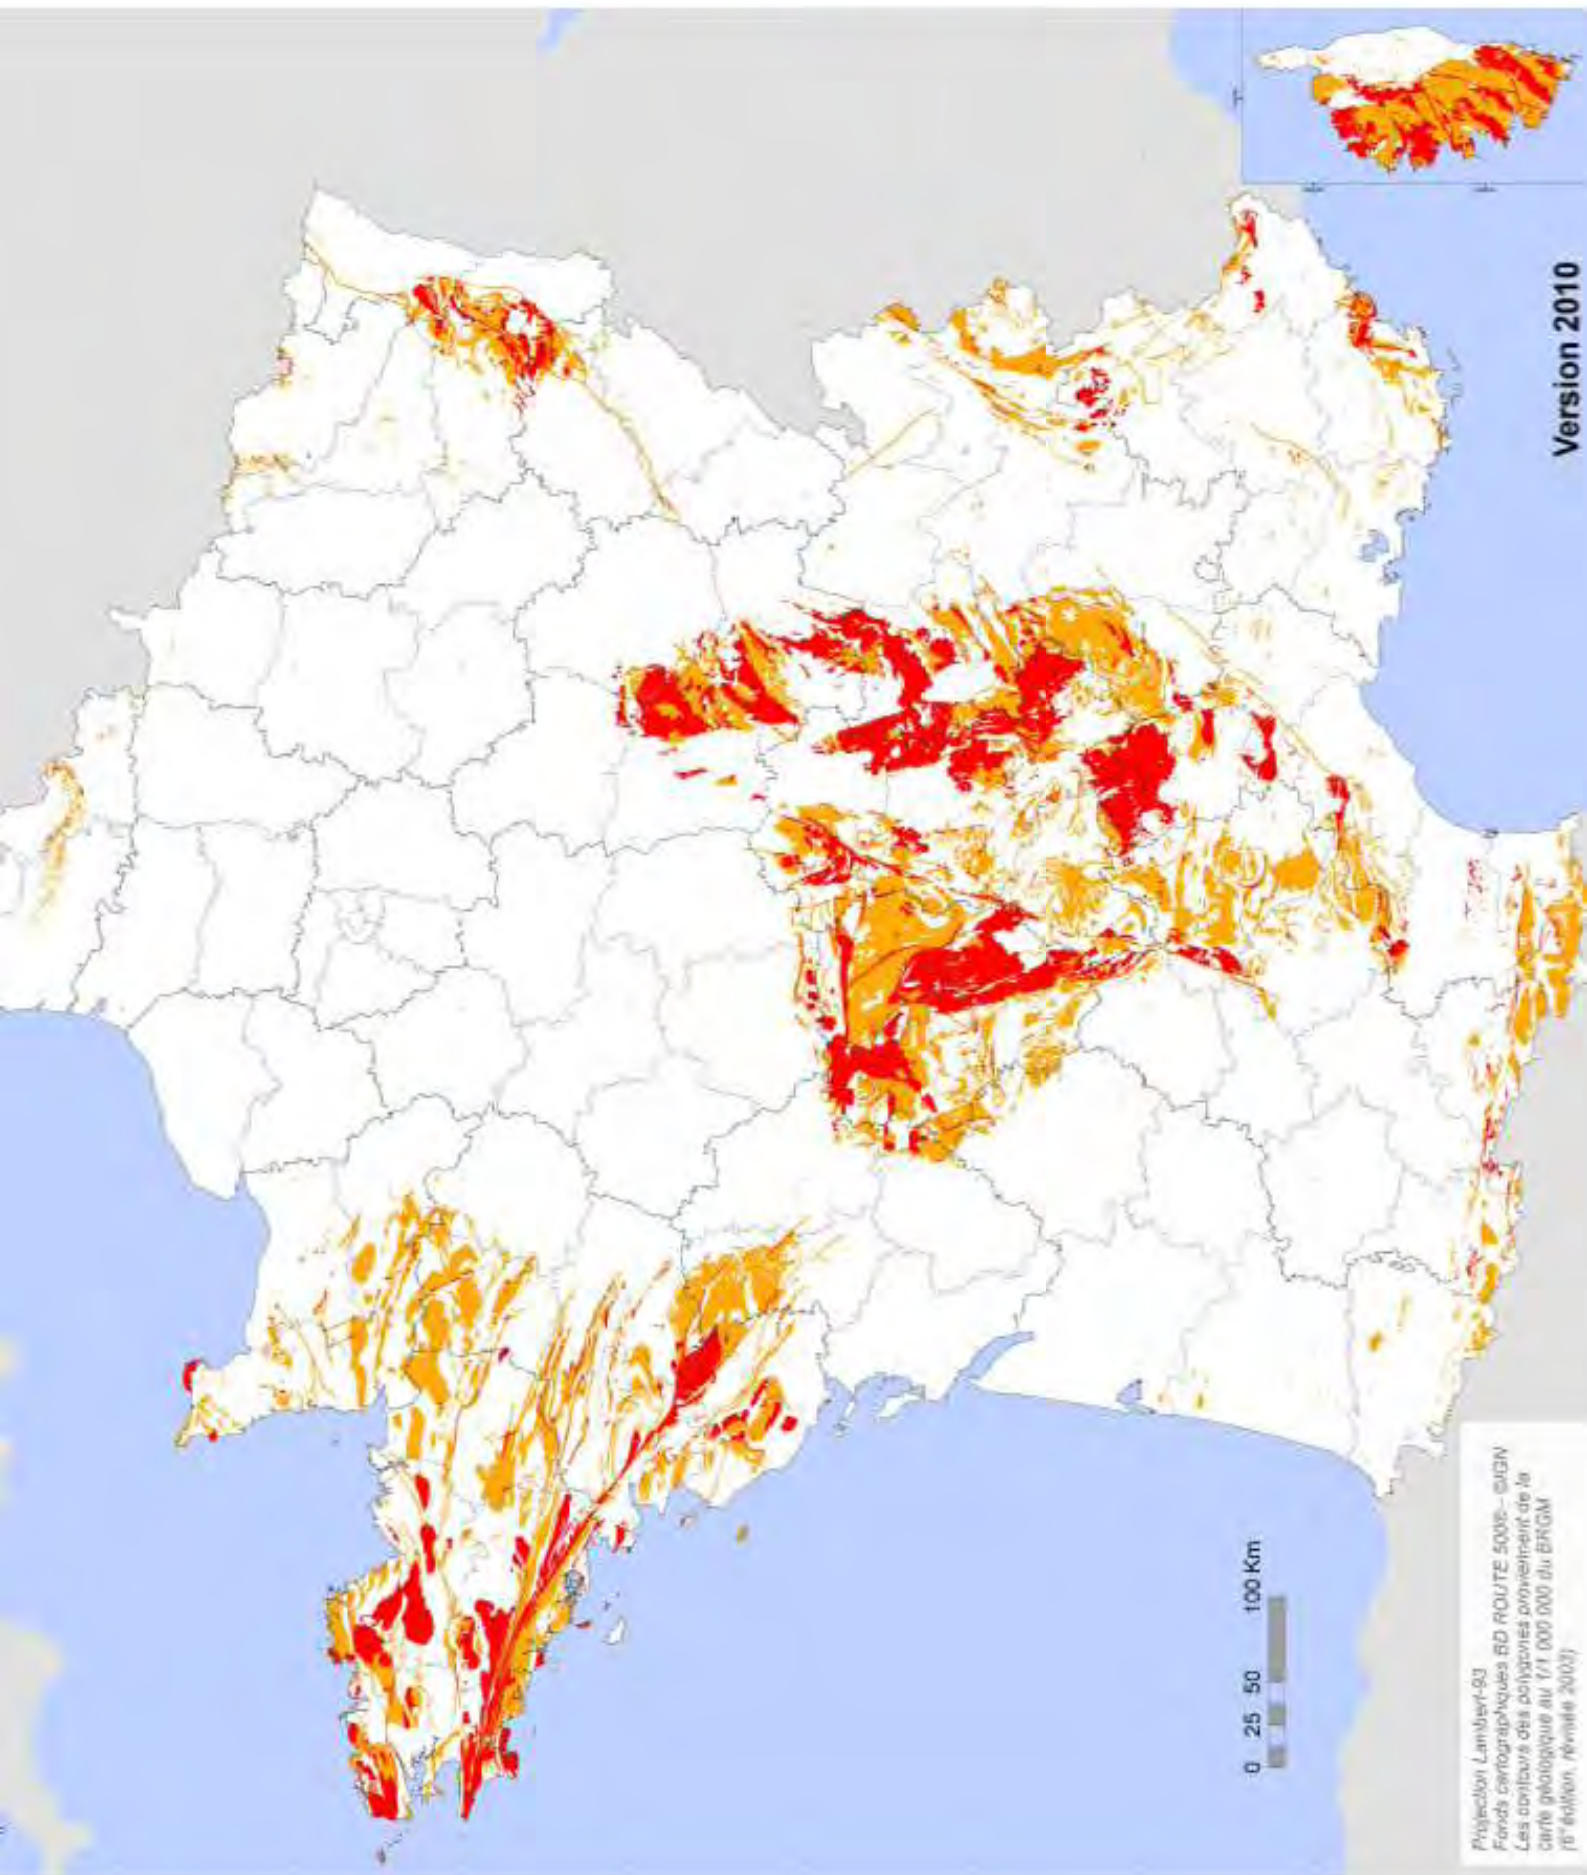 Version 2010
0 25 50 100 Km
Projection Lambert-93
Fonds cartographiques BD ROUTE 500®- ©IGN
Les contours des polygones proviennent de la
carte géologique au 1/1 000 000 du BRGM
(6° édition, révisée 2003)